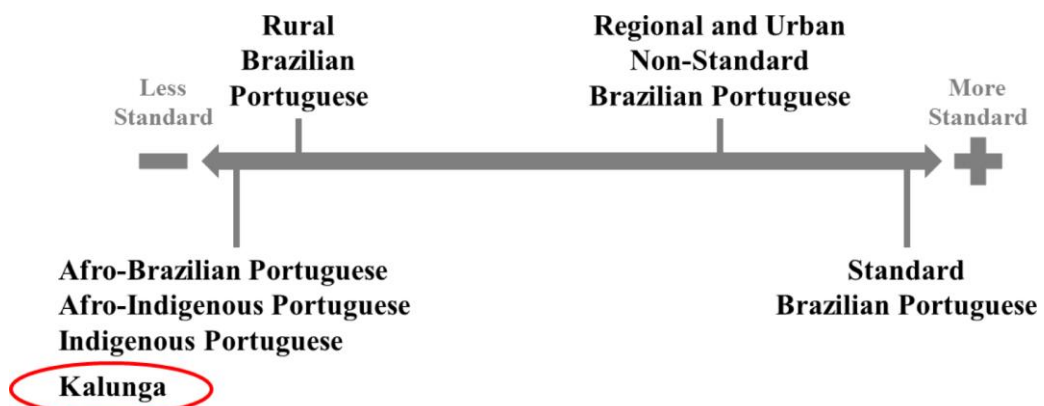 Rural
Brazilian
Portuguese
Regional and Urban
Non-Standard
Brazilian Portuguese
Less
Standard
More
Standard
Afro-Brazilian Portuguese
Afro-Indigenous Portuguese
Indigenous Portuguese
Kalunga
Standard
Brazilian Portuguese